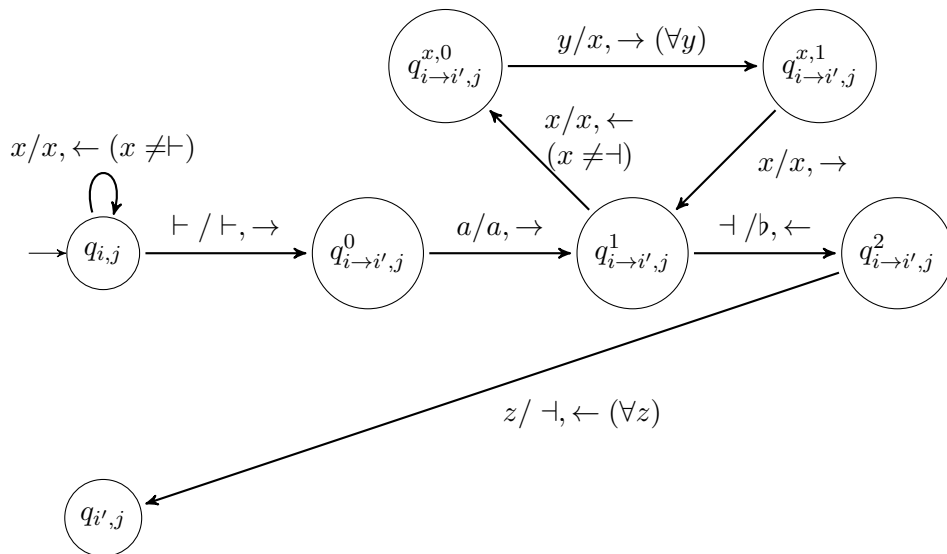 y/x, → (∀y)
q^{x,0}_{i→i',j}
q^{x,1}_{i→i',j}
x/x, ←
(x ≠⊣)
x/x, ← (x ≠⊢)
x/x, →
⊢ / ⊢, →
a/a, →
⊣ /♭, ←
q_{i,j}
q^0_{i→i',j}
q^1_{i→i',j}
q^2_{i→i',j}
z/ ⊣, ← (∀z)
q_{i',j}